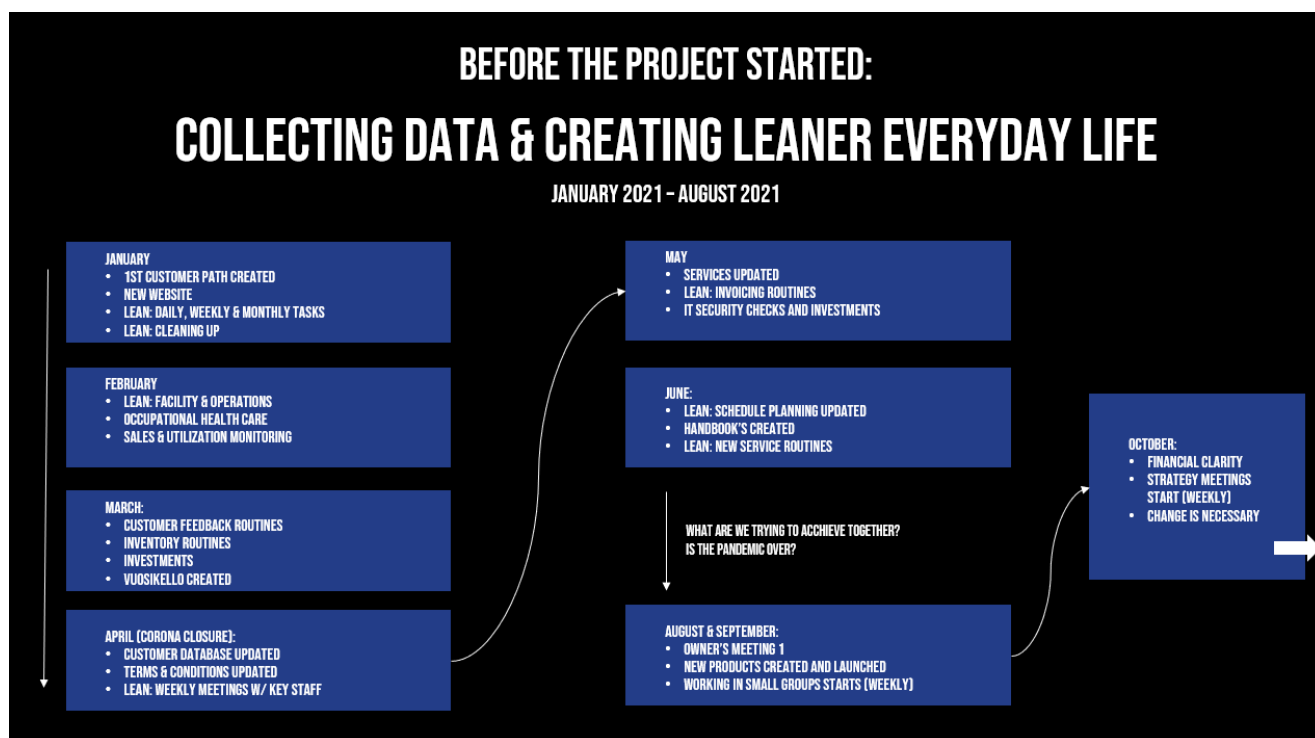 BEFORE THE PROJECT STARTED:
COLLECTING DATA & CREATING LEANER EVERYDAY LIFE
JANUARY 2021 – AUGUST 2021
JANUARY
• 1ST CUSTOMER PATH CREATED
• NEW WEBSITE
• LEAN: DAILY, WEEKLY & MONTHLY TASKS
• LEAN: CLEANING UP
FEBRUARY
• LEAN: FACILITY & OPERATIONS
• OCCUPATIONAL HEALTH CARE
• SALES & UTILIZATION MONITORING
MARCH:
• CUSTOMER FEEDBACK ROUTINES
• INVENTORY ROUTINES
• INVESTMENTS
• VUOSIKELLO CREATED
APRIL (CORONA CLOSURE):
• CUSTOMER DATABASE UPDATED
• TERMS & CONDITIONS UPDATED
• LEAN: WEEKLY MEETINGS W/ KEY STAFF
MAY
• SERVICES UPDATED
• LEAN: INVOICING ROUTINES
• IT SECURITY CHECKS AND INVESTMENTS
JUNE:
• LEAN: SCHEDULE PLANNING UPDATED
• HANDBOOK'S CREATED
• LEAN: NEW SERVICE ROUTINES
WHAT ARE WE TRYING TO ACCHIEVE TOGETHER?
IS THE PANDEMIC OVER?
AUGUST & SEPTEMBER:
• OWNER'S MEETING 1
• NEW PRODUCTS CREATED AND LAUNCHED
• WORKING IN SMALL GROUPS STARTS (WEEKLY)
OCTOBER:
• FINANCIAL CLARITY
• STRATEGY MEETINGS
START (WEEKLY)
• CHANGE IS NECESSARY